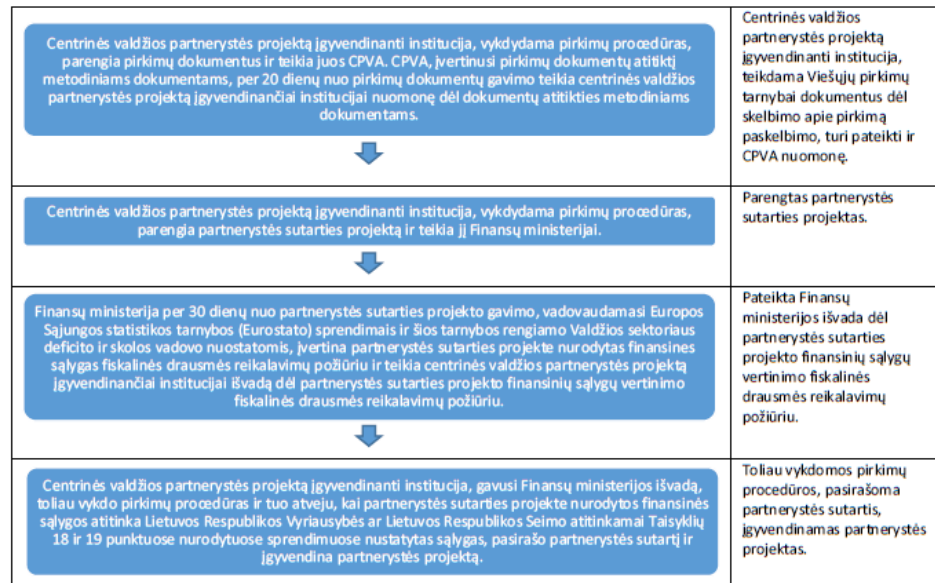 Centrinės valdžios partnerystės projektą įgyvendinanti institucija, vykdydama pirkimų procedūras,
parengia pirkimų dokumentus ir teikia juos CPVA. CPVA, įvertinusi pirkimų dokumentų atitiktį
metodiniams dokumentams, per 20 dienų nuo pirkimų dokumentų gavimo teikia centrinės valdžios
partnerystės projektą įgyvendinančiai institucijai nuomonę dėl dokumentų atitikties metodiniams
dokumentams.
Centrinės valdžios
partnerystės projektą
įgyvendinanti institucija,
teikdama Viešųjų pirkimų
tarnybai dokumentus dėl
skelbimo apie pirkimą
paskelbimo, turi pateikti ir
CPVA nuomonę.
Centrinės valdžios partnerystės projektą įgyvendinanti institucija, vykdydama pirkimų procedūras,
parengia partnerystės sutarties projektą ir teikia jį Finansų ministerijai.
Parengtas partnerystės
sutarties projektas.
Finansų ministerija per 30 dienų nuo partnerystės sutarties projekto gavimo, vadovaudamasi Europos
Sąjungos statistikos tarnybos (Eurostato) sprendimais ir šios tarnybos rengiamo Valdžios sektoriaus
deficito ir skolos vadovo nuostatomis, įvertina partnerystės sutarties projekte nurodytas finansines
sąlygas fiskalinės drausmės reikalavimų požiūriu ir teikia centrinės valdžios partnerystės projektą
įgyvendinančiai institucijai išvadą dėl partnerystės sutarties projekto finansinių sąlygų vertinimo
fiskalinės drausmės reikalavimų požiūriu.
Pateikta Finansų
ministerijos išvada dėl
partnerystės sutarties
projekto finansinių sąlygų
vertinimo fiskalinės
drausmės reikalavimų
požiūriu.
Centrinės valdžios partnerystės projektą įgyvendinanti institucija, gavusi Finansų ministerijos išvadą,
toliau vykdo pirkimų procedūras ir tuo atveju, kai partnerystės sutarties projekte nurodytos finansinės
sąlygos atitinka Lietuvos Respublikos Vyriausybės ar Lietuvos Respublikos Seimo atitinkamai Taisyklių
18 ir 19 punktuose nurodytuose sprendimuose nustatytas sąlygas, pasirašo partnerystės sutartį ir
įgyvendina partnerystės projektą.
Toliau vykdomos pirkimų
procedūros, pasirašoma
partnerystės sutartis,
įgyvendinamas partnerystės
projektas.